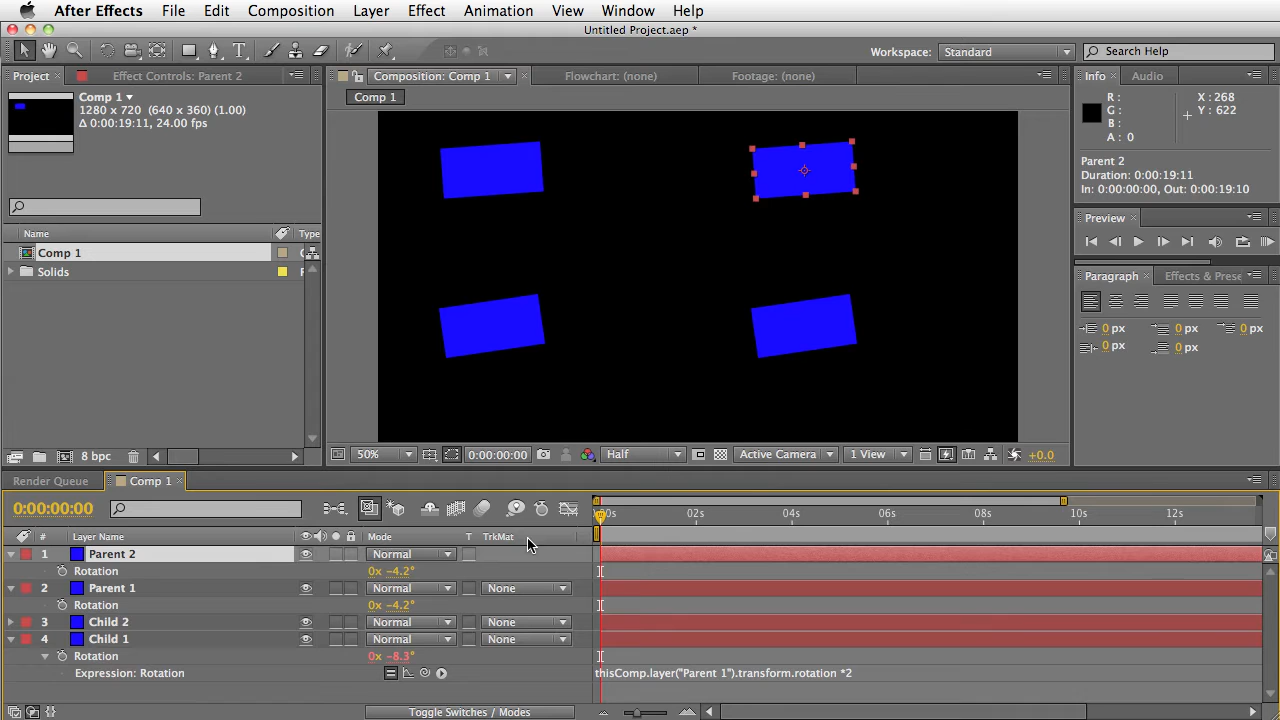 After Effects File Edit Composition Layer Effect Animation View Window Help
Untitled Project.aep *
T Workspace: Standard Search Help
Project Effect Controls: Parent 2 Composition: Comp 1 Flowchart: (none) Footage: (none) Info Audio
Comp 1
1280 x 720 (640 x 360) (1.00)
Δ 0:00:19:11, 24.00 fps
Comp 1
R :
G :
B :
A : 0
X : 268
Y : 622
Parent 2
Duration: 0:00:19:11
In: 0:00:00:00, Out: 0:00:19:10
Preview
Name Type
Comp 1
Solids
Paragraph Effects & Prese
0 px 0 px 0 px
0 px 0 px
8 bpc 50% 0:00:00:00 Half Active Camera 1 View +0.0
Render Queue Comp 1
0:00:00:00 02s 04s 06s 08s 10s 12s
# Layer Name Mode T TrkMat
1 Parent 2 Normal
Rotation 0x -4.2°
2 Parent 1 Normal None
Rotation 0x -4.2°
3 Child 2 Normal None
4 Child 1 Normal None
Rotation 0x -8.3°
Expression: Rotation thisComp.layer("Parent 1").transform.rotation *2
Toggle Switches / Modes